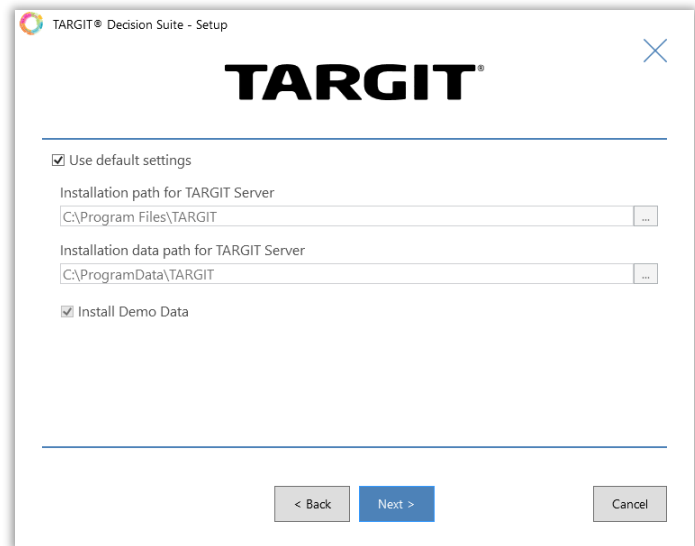 TARGIT® Decision Suite - Setup
TARGIT®
Use default settings
Installation path for TARGIT Server
C:\Program Files\TARGIT
...
Installation data path for TARGIT Server
C:\ProgramData\TARGIT
...
Install Demo Data
< Back
Next >
Cancel